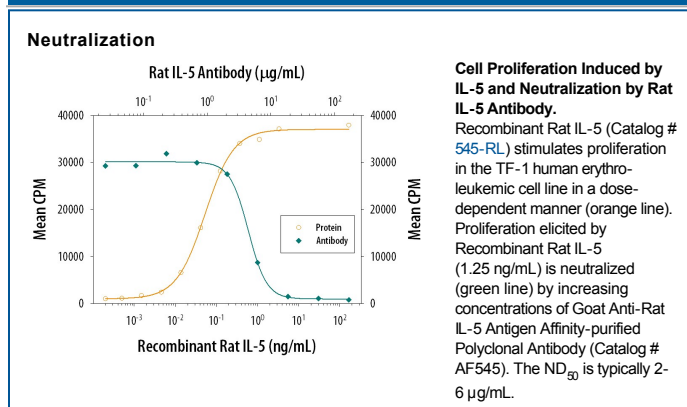 Neutralization
Rat IL-5 Antibody (µg/mL)
10-1 100 101 102
40000
30000
20000
10000
0
Mean CPM
40000
30000
20000
10000
0
Mean CPM
Protein
Antibody
10-3 10-2 10-1 100 101 102
Recombinant Rat IL-5 (ng/mL)
Cell Proliferation Induced by
IL-5 and Neutralization by Rat
IL-5 Antibody.
Recombinant Rat IL-5 (Catalog #
545-RL) stimulates proliferation
in the TF-1 human erythro-
leukemic cell line in a dose-
dependent manner (orange line).
Proliferation elicited by
Recombinant Rat IL-5
(1.25 ng/mL) is neutralized
(green line) by increasing
concentrations of Goat Anti-Rat
IL-5 Antigen Affinity-purified
Polyclonal Antibody (Catalog #
AF545). The ND50 is typically 2-
6 µg/mL.